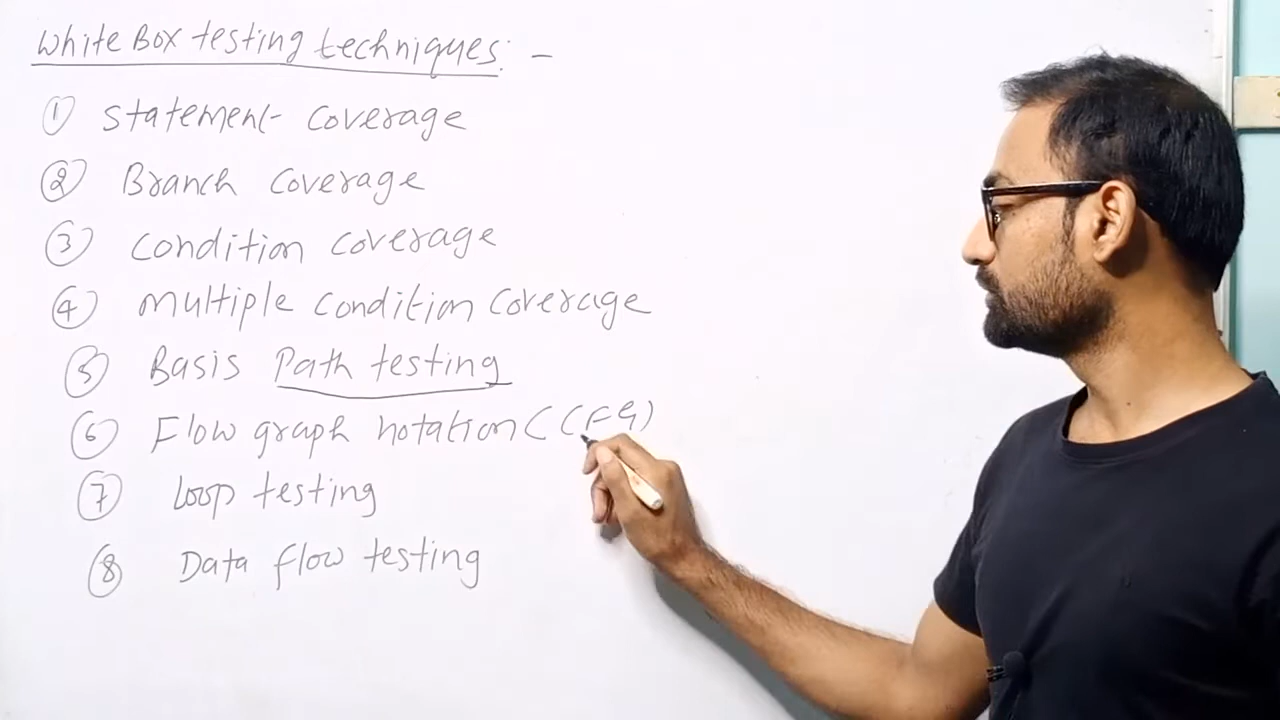 White Box testing techniques: -
① Statement coverage
② Branch coverage
③ Condition coverage
④ Multiple condition coverage
⑤ Basis Path testing
⑥ Flow graph notation (CFG)
⑦ Loop testing
⑧ Data flow testing